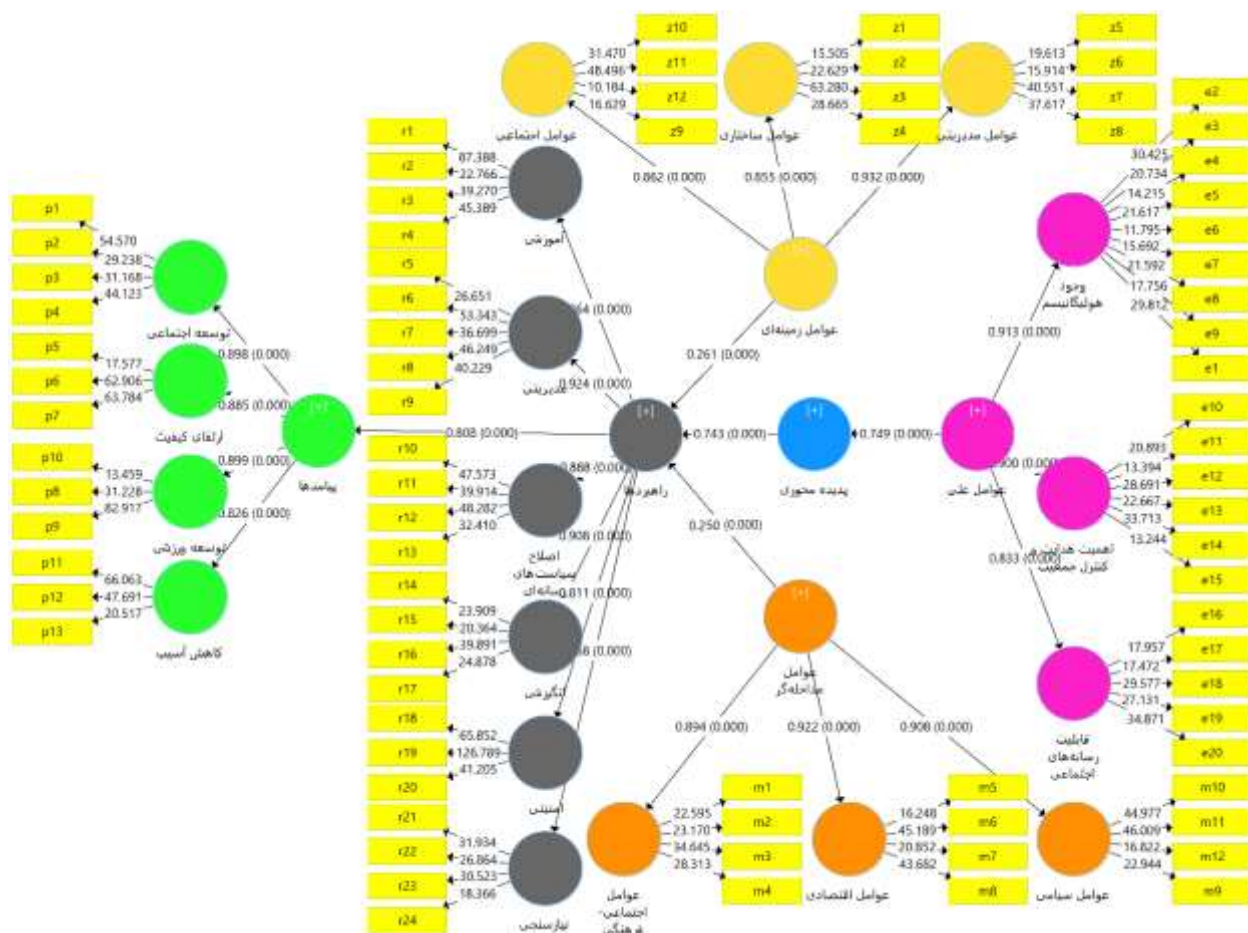 z10
31.470
z11
48.496
z12
10.184
z9
16.629
عوامل اجتماعی
z1
15.505
z2
22.629
z3
63.280
z4
28.665
عوامل ساختاری
z5
19.613
z6
15.914
z7
40.551
z8
37.617
عوامل مدیریتی
0.862 (0.000)
0.855 (0.000)
0.932 (0.000)
عوامل زمینه‌ای
0.261 (0.000)
e2
e3
e4
e5
e6
e7
e8
e9
e1
30.425
20.734
14.215
21.617
11.795
15.692
21.592
17.756
29.812
وجود
هولیگانیسم
0.913 (0.000)
r1
r2
r3
r4
87.388
22.766
39.270
45.389
آموزشی
r5
r6
r7
r8
r9
26.651
53.343
36.699
46.249
40.229
مدیریتی
0.924 (0.000)
p1
p2
p3
p4
54.570
29.238
31.168
44.123
توسعه اجتماعی
0.898 (0.000)
p5
p6
p7
17.577
62.906
63.784
ارتقای کیفیت
0.885 (0.000)
[+]
پیامدها
p10
p8
p9
13.459
31.228
82.917
توسعه ورزشی
0.899 (0.000)
0.826 (0.000)
p11
p12
p13
66.063
47.691
20.517
کاهش آسیب
0.808 (0.000)
[+]
راهبردها
0.743 (0.000)
[+]
پدیده محوری
0.749 (0.000)
[+]
عوامل علی
r10
r11
r12
r13
47.573
39.914
48.282
32.410
اصلاح
سیاست‌های
رسانه‌ای
0.868 (0.000)
0.908 (0.000)
0.811 (0.000)
r14
r15
r16
r17
23.909
20.364
39.891
24.878
انگیزشی
r18
r19
r20
65.852
126.789
41.205
امنیتی
r21
r22
r23
r24
31.934
26.864
30.523
18.366
نیازسنجی
0.250 (0.000)
[+]
عوامل
مداخله‌گر
0.894 (0.000)
0.922 (0.000)
0.908 (0.000)
e10
e11
e12
e13
e14
e15
20.893
13.394
28.691
22.667
33.713
13.244
اهمیت هدایت و
کنترل جمعیت
0.833 (0.000)
e16
e17
e18
e19
e20
17.957
17.472
29.577
27.131
34.871
قابلیت
رسانه‌های
اجتماعی
m1
m2
m3
m4
22.595
23.170
34.645
28.313
عوامل
اجتماعی-
فرهنگی
m5
m6
m7
m8
16.248
45.189
20.852
43.682
عوامل اقتصادی
m10
m11
m12
m9
44.977
46.009
16.822
22.944
عوامل سیاسی